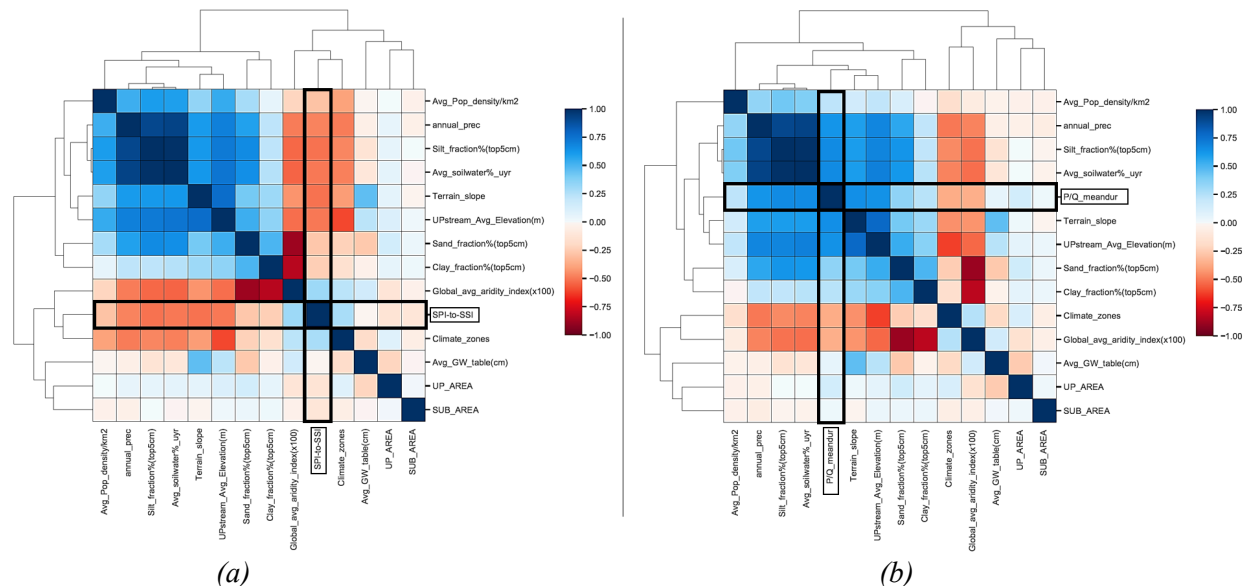 (a)
Avg_Pop_density/km2
annual_prec
Silt_fraction%(top5cm)
Avg_soilwater%_uyr
Terrain_slope
UPstream_Avg_Elevation(m)
Sand_fraction%(top5cm)
Clay_fraction%(top5cm)
Global_avg_aridity_index(x100)
SPI-to-SSI
Climate_zones
Avg_GW_table(cm)
UP_AREA
SUB_AREA
1.00
0.75
0.50
0.25
0.00
−0.25
−0.50
−0.75
−1.00
Avg_Pop_density/km2
annual_prec
Silt_fraction%(top5cm)
Avg_soilwater%_uyr
Terrain_slope
UPstream_Avg_Elevation(m)
Sand_fraction%(top5cm)
Clay_fraction%(top5cm)
Global_avg_aridity_index(x100)
SPI-to-SSI
Climate_zones
Avg_GW_table(cm)
UP_AREA
SUB_AREA
(a)
(b)
Avg_Pop_density/km2
annual_prec
Silt_fraction%(top5cm)
Avg_soilwater%_uyr
P/Q_meandur
Terrain_slope
UPstream_Avg_Elevation(m)
Sand_fraction%(top5cm)
Clay_fraction%(top5cm)
Climate_zones
Global_avg_aridity_index(x100)
Avg_GW_table(cm)
UP_AREA
SUB_AREA
1.00
0.75
0.50
0.25
0.00
−0.25
−0.50
−0.75
−1.00
Avg_Pop_density/km2
annual_prec
Silt_fraction%(top5cm)
Avg_soilwater%_uyr
P/Q_meandur
Terrain_slope
UPstream_Avg_Elevation(m)
Sand_fraction%(top5cm)
Clay_fraction%(top5cm)
Climate_zones
Global_avg_aridity_index(x100)
Avg_GW_table(cm)
UP_AREA
SUB_AREA
(b)